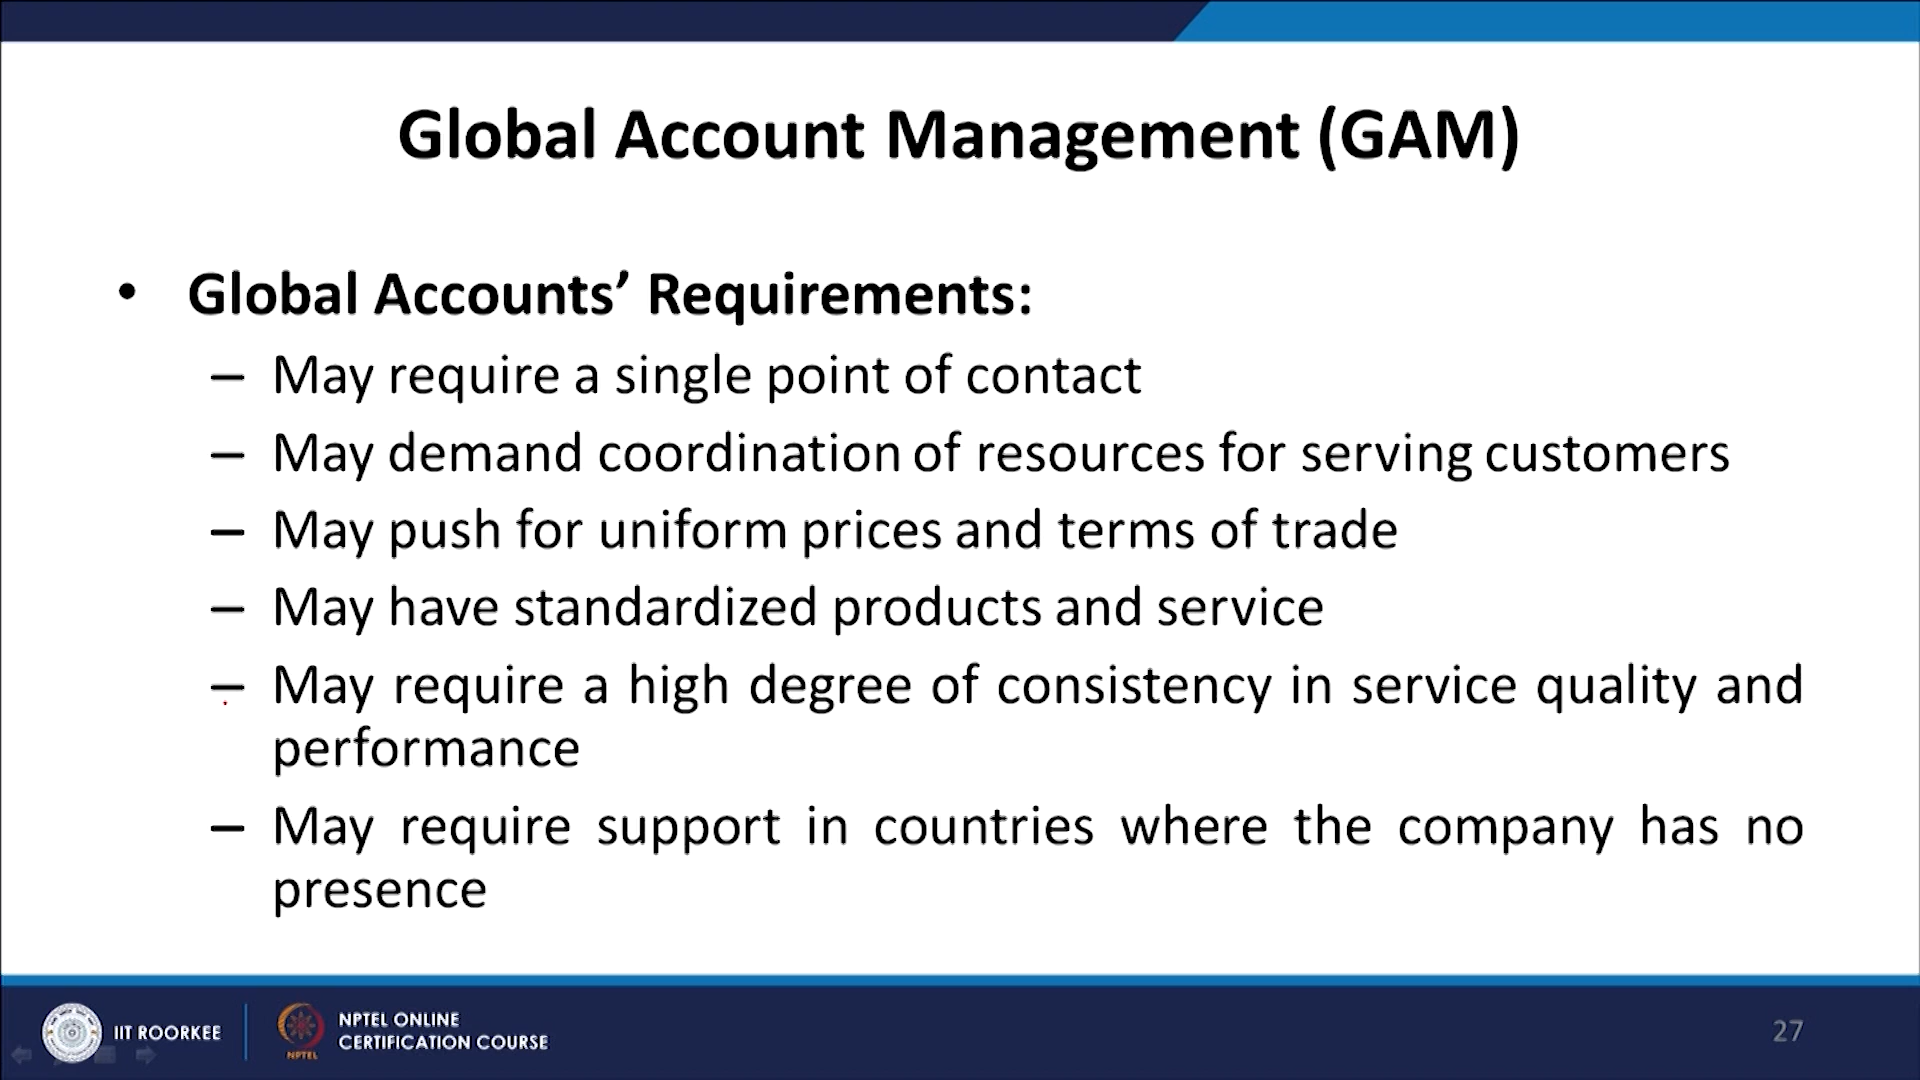 Global Account Management (GAM)
• Global Accounts’ Requirements:
– May require a single point of contact
– May demand coordination of resources for serving customers
– May push for uniform prices and terms of trade
– May have standardized products and service
– May require a high degree of consistency in service quality and
performance
– May require support in countries where the company has no
presence
IIT ROORKEE
NPTEL
NPTEL ONLINE
CERTIFICATION COURSE
27